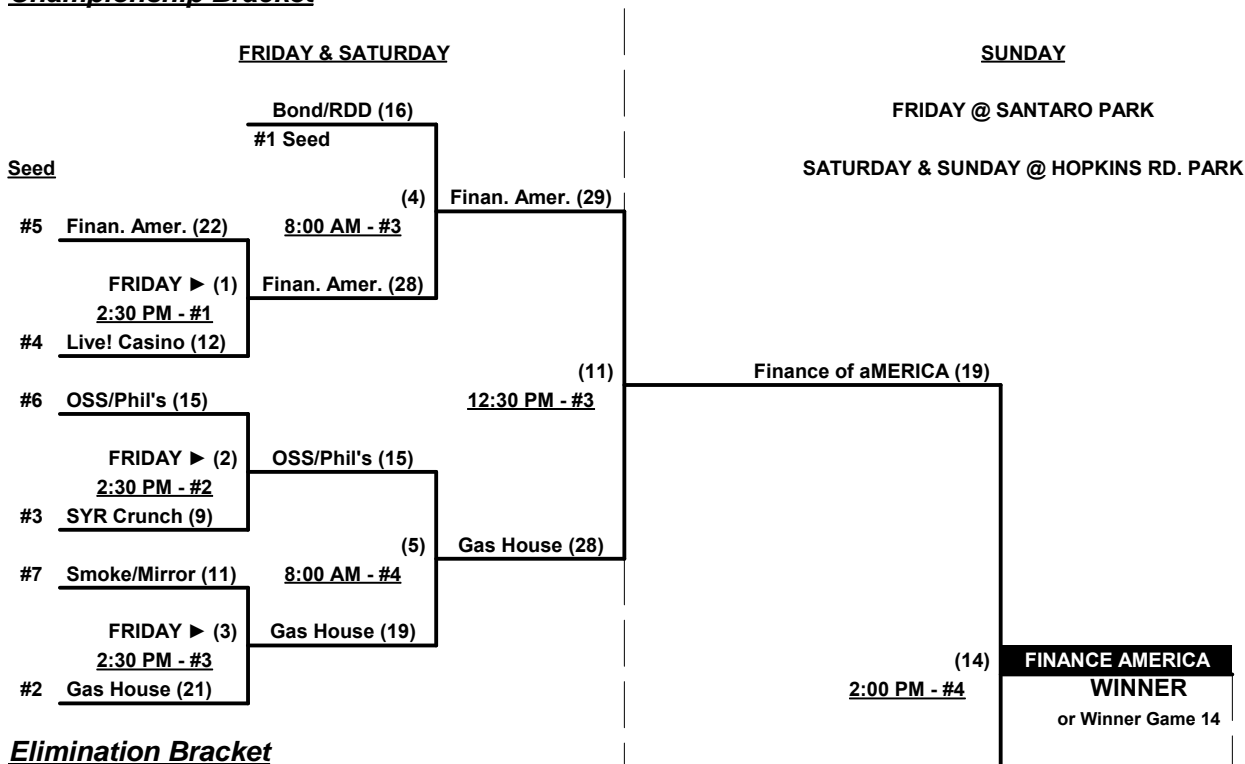 Championship Bracket
FRIDAY & SATURDAY
SUNDAY
Bond/RDD (16)
FRIDAY @ SANTARO PARK
#1 Seed
Seed
SATURDAY & SUNDAY @ HOPKINS RD. PARK
(4)
Finan. Amer. (29)
#5 Finan. Amer. (22)
8:00 AM - #3
FRIDAY ► (1)
Finan. Amer. (28)
2:30 PM - #1
#4 Live! Casino (12)
(11)
Finance of aMERICA (19)
#6 OSS/Phil's (15)
12:30 PM - #3
FRIDAY ► (2)
OSS/Phil's (15)
2:30 PM - #2
#3 SYR Crunch (9)
(5)
Gas House (28)
#7 Smoke/Mirror (11)
8:00 AM - #4
FRIDAY ► (3)
Gas House (19)
2:30 PM - #3
(14)
FINANCE AMERICA
#2 Gas House (21)
2:00 PM - #4
WINNER
or Winner Game 14
Elimination Bracket